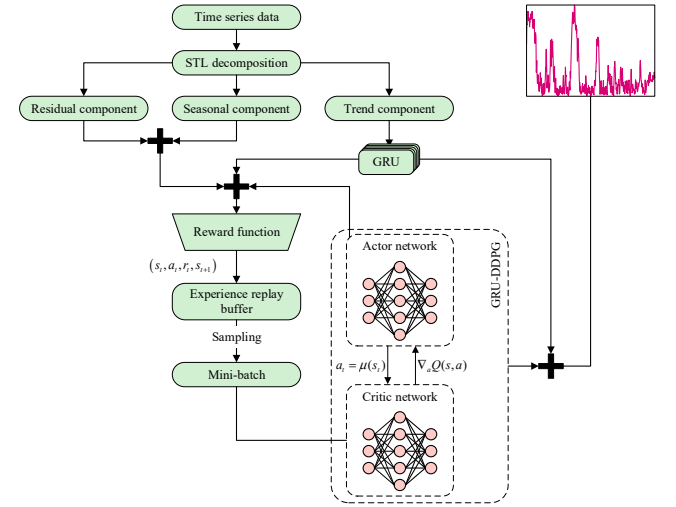 Time series data
STL decomposition
Residual component
Seasonal component
Trend component
GRU
Reward function
Actor network
(s_t, a_t, r_t, s_{t+1})
GRU-DDPG
Experience replay
buffer
Sampling
a_t = μ(s_t)
∇_a Q(s,a)
Mini-batch
Critic network